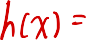 h(x) =